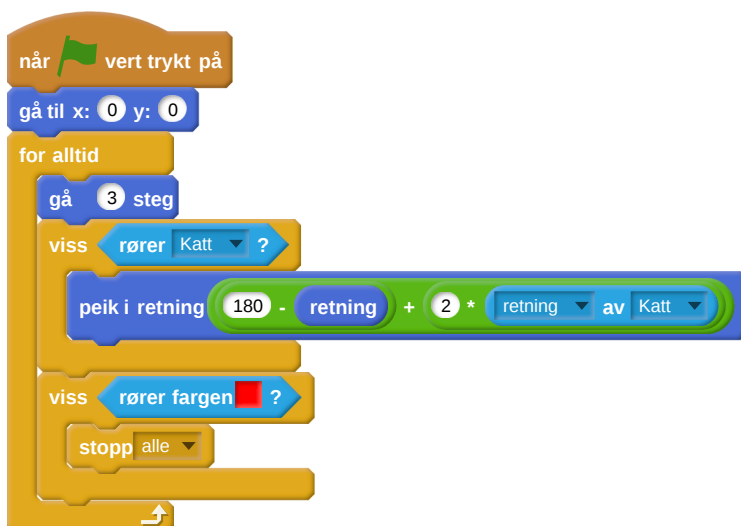 når vert trykt på
gå til x: 0 y: 0
for alltid
gå 3 steg
viss rører Katt ?
peik i retning 180 - retning + 2 * retning av Katt
viss rører fargen ?
stopp alle